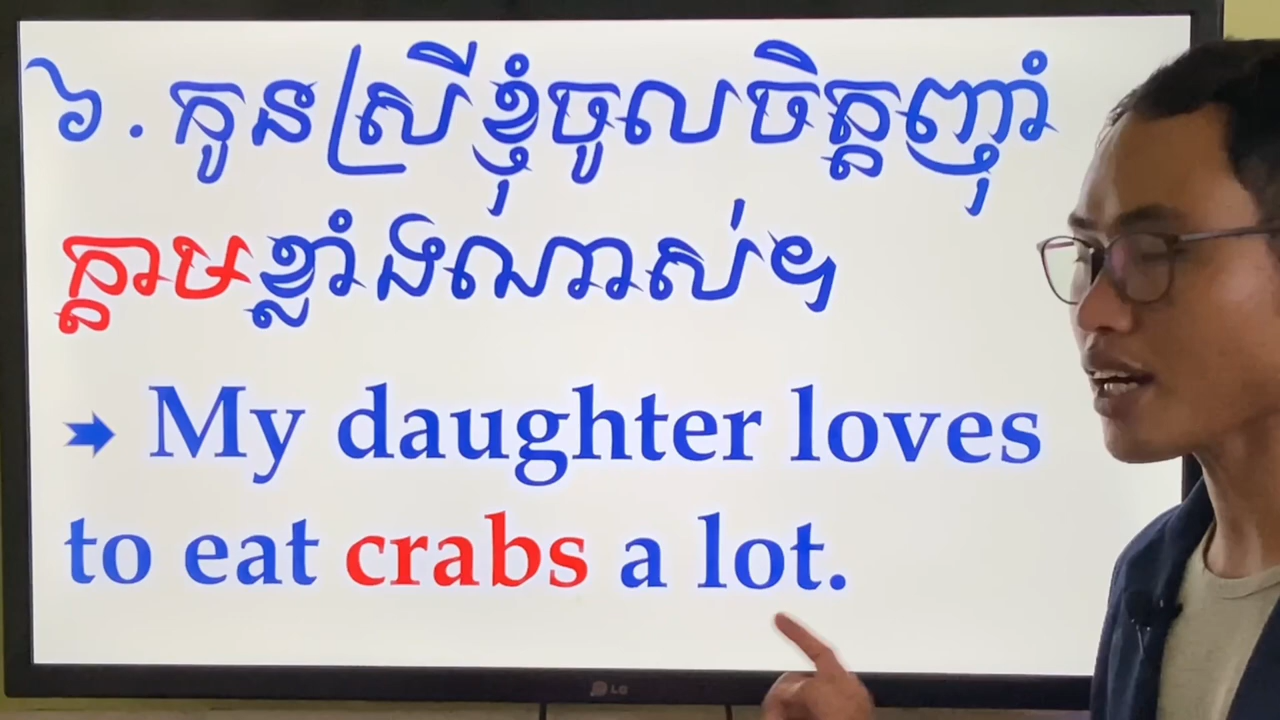 ៦. កូនស្រីខ្ញុំចូលចិត្តញ៉ាំ
ក្ដាមខ្លាំងណាស់ៗ
➡ My daughter loves
to eat crabs a lot.
LG